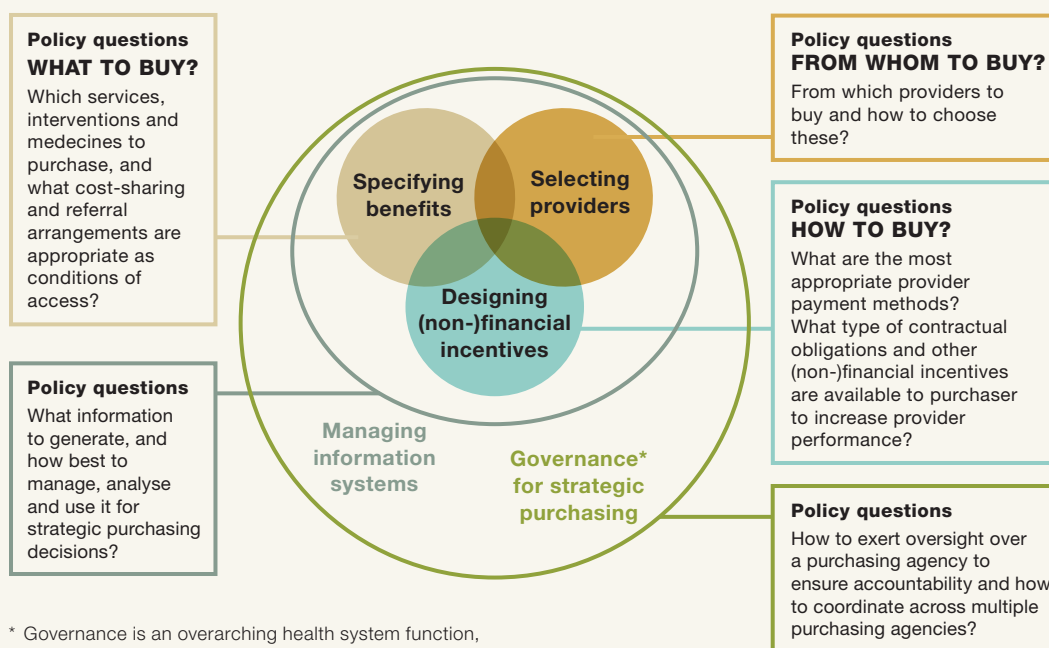 Policy questions
WHAT TO BUY?
Which services,
interventions and
medecines to
purchase, and
what cost-sharing
and referral
arrangements are
appropriate as
conditions of
access?
Policy questions
What information
to generate, and
how best to
manage, analyse
and use it for
strategic purchasing
decisions?
Specifying
benefits
Selecting
providers
Designing
(non-)financial
incentives
Managing
information
systems
Governance*
for strategic
purchasing
Policy questions
FROM WHOM TO BUY?
From which providers to
buy and how to choose
these?
Policy questions
HOW TO BUY?
What are the most
appropriate provider
payment methods?
What type of contractual
obligations and other
(non-)financial incentives
are available to purchaser
to increase provider
performance?
Policy questions
How to exert oversight over
a purchasing agency to
ensure accountability and how
to coordinate across multiple
purchasing agencies?
* Governance is an overarching health system function,